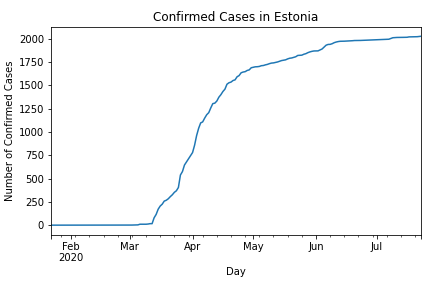 Confirmed Cases in Estonia
Number of Confirmed Cases
2000
1750
1500
1250
1000
750
500
250
0
Feb Mar Apr May Jun Jul
2020
Day